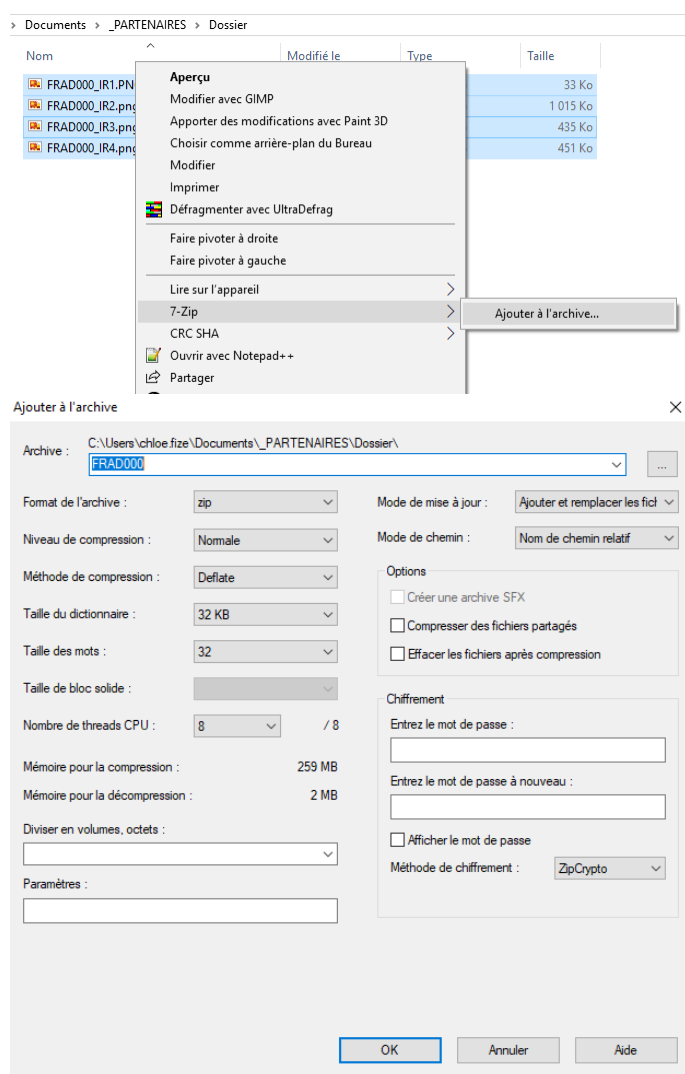 › Documents › _PARTENAIRES › Dossier
Nom Modifié le Type Taille
FRAD000_IR1.PN 33 Ko
FRAD000_IR2.png 1 015 Ko
FRAD000_IR3.png 435 Ko
FRAD000_IR4.png 451 Ko
Aperçu
Modifier avec GIMP
Apporter des modifications avec Paint 3D
Choisir comme arrière-plan du Bureau
Modifier
Imprimer
Défragmenter avec UltraDefrag
Faire pivoter à droite
Faire pivoter à gauche
Lire sur l'appareil
7-Zip
Ajouter à l'archive...
CRC SHA
Ouvrir avec Notepad++
Partager
Ajouter à l'archive
Archive :
C:\Users\chloe.fize\Documents\_PARTENAIRES\Dossier\
FRAD000
...
Format de l'archive : zip
Niveau de compression : Normale
Méthode de compression : Deflate
Taille du dictionnaire : 32 KB
Taille des mots : 32
Taille de bloc solide :
Nombre de threads CPU : 8 / 8
Mémoire pour la compression : 259 MB
Mémoire pour la décompression : 2 MB
Diviser en volumes, octets :
Paramètres :
Mode de mise à jour : Ajouter et remplacer les fich
Mode de chemin : Nom de chemin relatif
Options
Créer une archive SFX
Compresser des fichiers partagés
Effacer les fichiers après compression
Chiffrement
Entrez le mot de passe :
Entrez le mot de passe à nouveau :
Afficher le mot de passe
Méthode de chiffrement : ZipCrypto
OK Annuler Aide